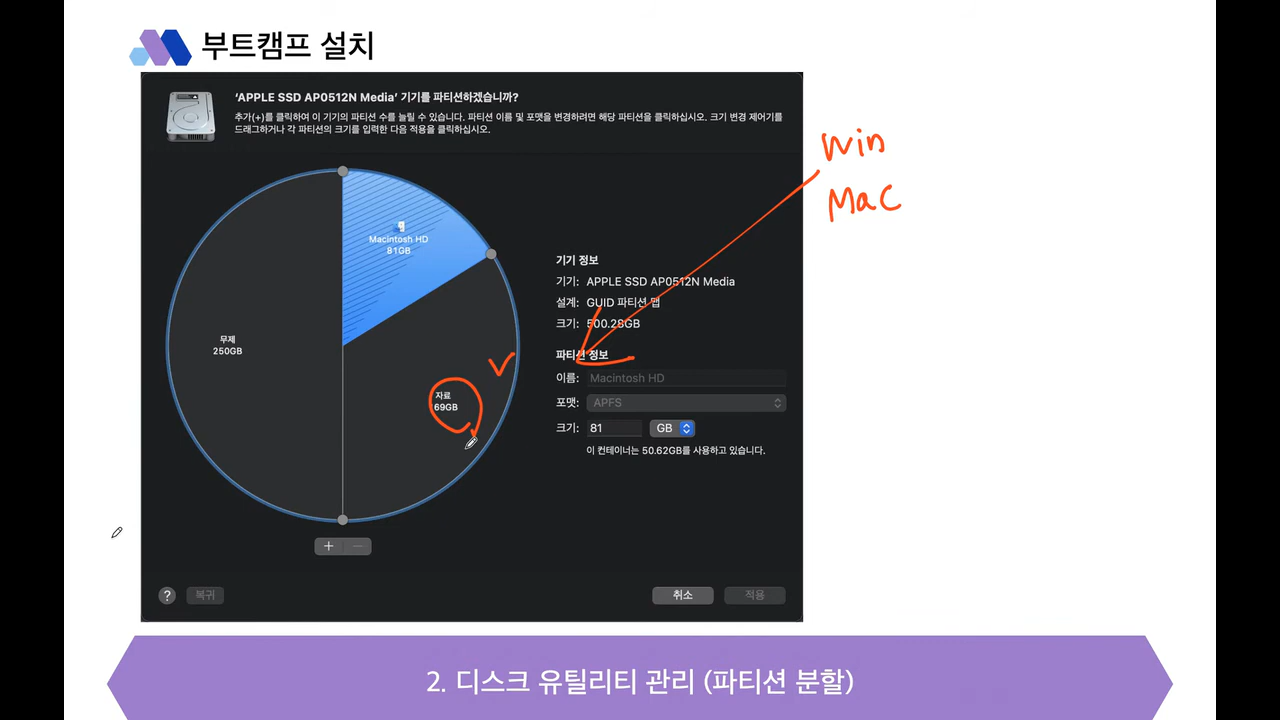 부트캠프 설치
‘APPLE SSD AP0512N Media’ 기기를 파티션하겠습니까?
추가(+)를 클릭하여 이 기기의 파티션 수를 늘릴 수 있습니다. 파티션 이름 및 포맷을 변경하려면 해당 파티션을 클릭하십시오. 크기 변경 제어기를
드래그하거나 각 파티션의 크기를 입력한 다음 적용을 클릭하십시오.
Win
Mac
Macintosh HD
81GB
무제
250GB
자료
169GB
기기 정보
기기: APPLE SSD AP0512N Media
설계: GUID 파티션 맵
크기: 500.28GB
파티션 정보
이름: Macintosh HD
포맷: APFS
크기: 81 GB
이 컨테이너는 50.62GB를 사용하고 있습니다.
+ −
? 복귀 취소 적용
2. 디스크 유틸리티 관리 (파티션 분할)